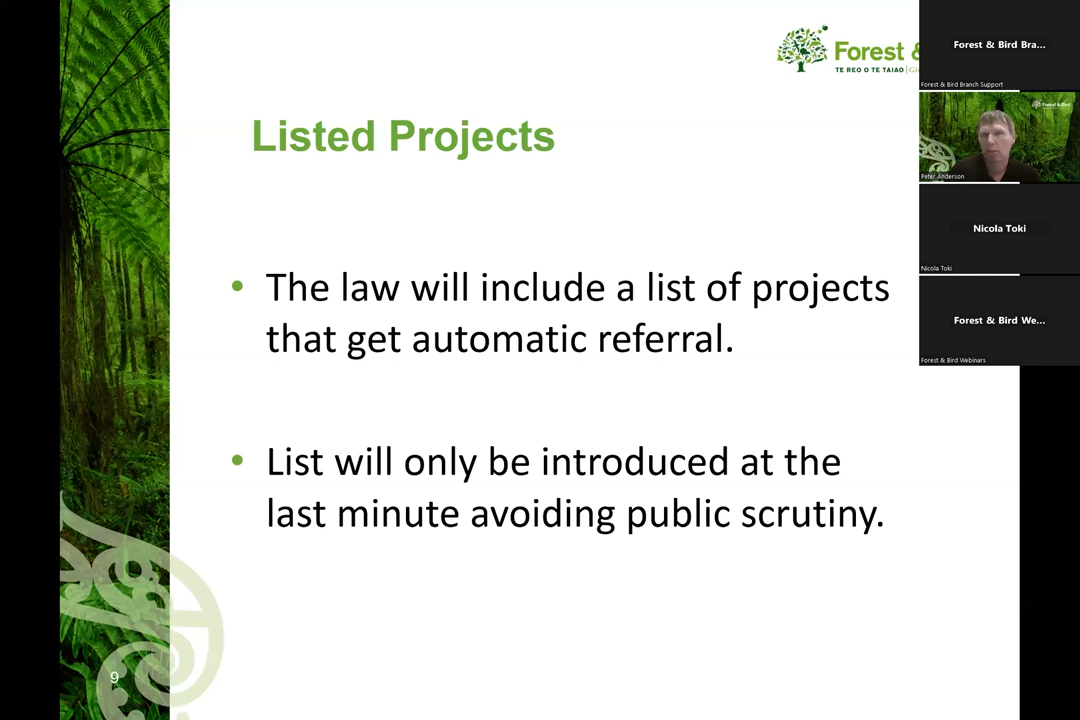 Forest &
TE REO O TE TAIAO |
Listed Projects
• The law will include a list of projects
that get automatic referral.
• List will only be introduced at the
last minute avoiding public scrutiny.
9
Forest & Bird Bra...
Forest & Bird Branch Support
Forest & Bird
Peter Anderson
Nicola Toki
Nicola Toki
Forest & Bird We...
Forest & Bird Webinars